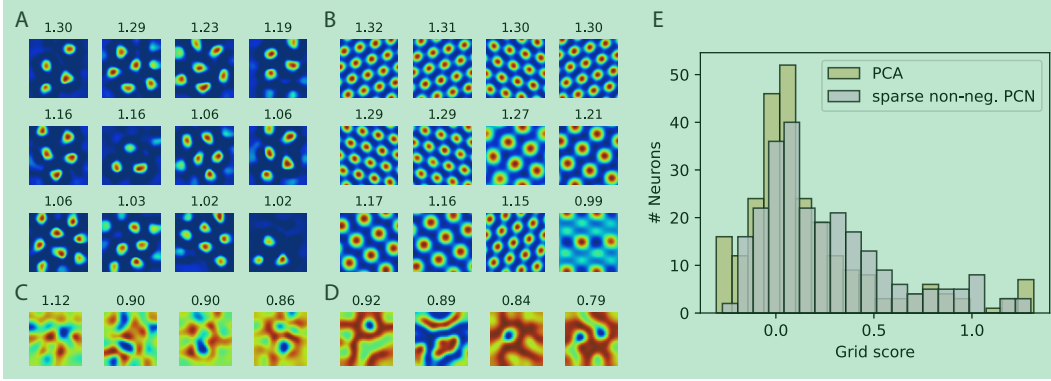 A
1.30 1.29 1.23 1.19
1.16 1.16 1.06 1.06
1.06 1.03 1.02 1.02
B
1.32 1.31 1.30 1.30
1.29 1.29 1.27 1.21
1.17 1.16 1.15 0.99
C
1.12 0.90 0.90 0.86
D
0.92 0.89 0.84 0.79
E
PCA
sparse non-neg. PCN
# Neurons
50
40
30
20
10
0
0.0 0.5 1.0
Grid score